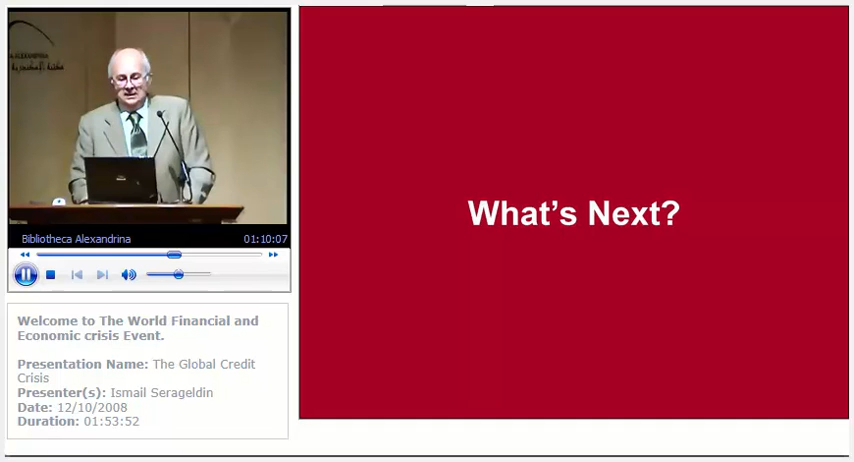 Bibliotheca Alexandrina 01:10:07
Welcome to The World Financial and
Economic crisis Event.
Presentation Name: The Global Credit
Crisis
Presenter(s): Ismail Serageldin
Date: 12/10/2008
Duration: 01:53:52
What's Next?